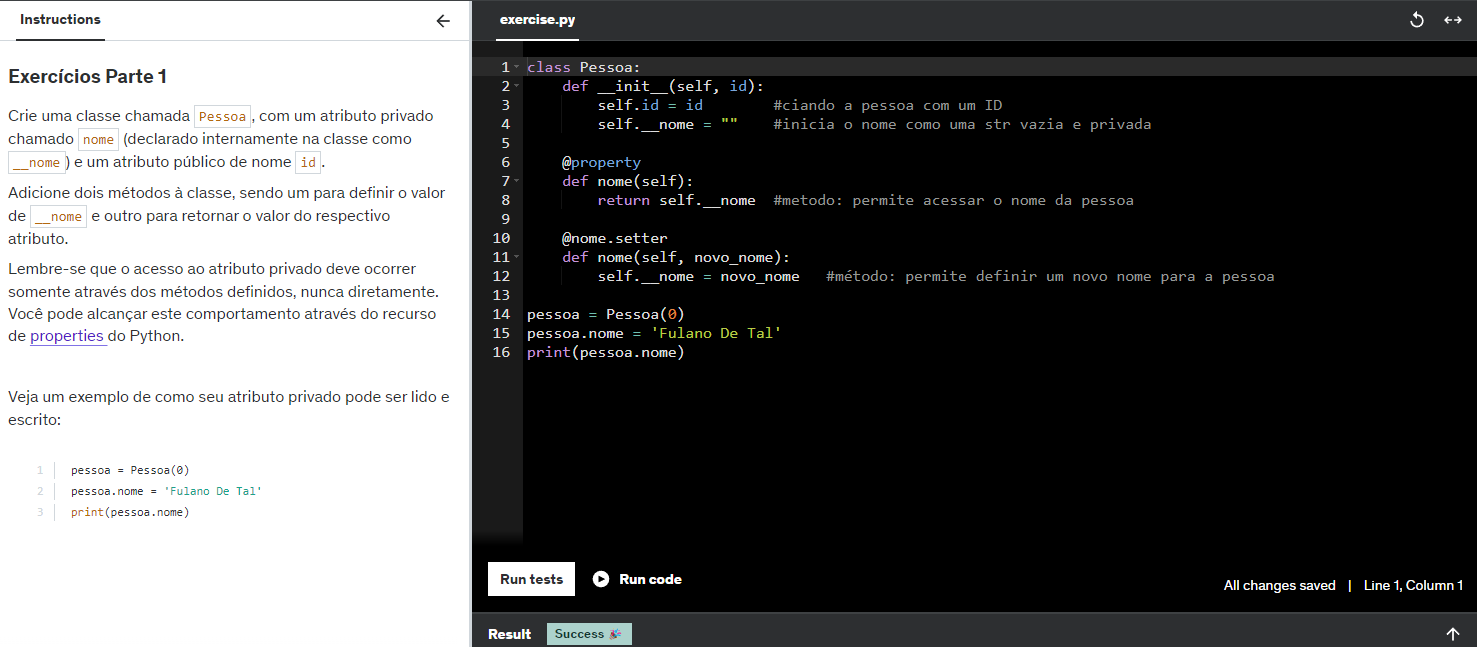 Instructions
Exercícios Parte 1
Crie uma classe chamada Pessoa, com um atributo privado
chamado nome (declarado internamente na classe como
__nome) e um atributo público de nome id.
Adicione dois métodos à classe, sendo um para definir o valor
de __nome e outro para retornar o valor do respectivo
atributo.
Lembre-se que o acesso ao atributo privado deve ocorrer
somente através dos métodos definidos, nunca diretamente.
Você pode alcançar este comportamento através do recurso
de properties do Python.
Veja um exemplo de como seu atributo privado pode ser lido e
escrito:
1 pessoa = Pessoa(0)
2 pessoa.nome = 'Fulano De Tal'
3 print(pessoa.nome)
exercise.py
1 class Pessoa:
2     def __init__(self, id):
3         self.id = id        #ciando a pessoa com um ID
4         self.__nome = ""    #inicia o nome como uma str vazia e privada
5
6     @property
7     def nome(self):
8         return self.__nome  #metodo: permite acessar o nome da pessoa
9
10     @nome.setter
11     def nome(self, novo_nome):
12         self.__nome = novo_nome   #método: permite definir um novo nome para a pessoa
13
14 pessoa = Pessoa(0)
15 pessoa.nome = 'Fulano De Tal'
16 print(pessoa.nome)
Run tests Run code
All changes saved | Line 1, Column 1
Result Success 🎉